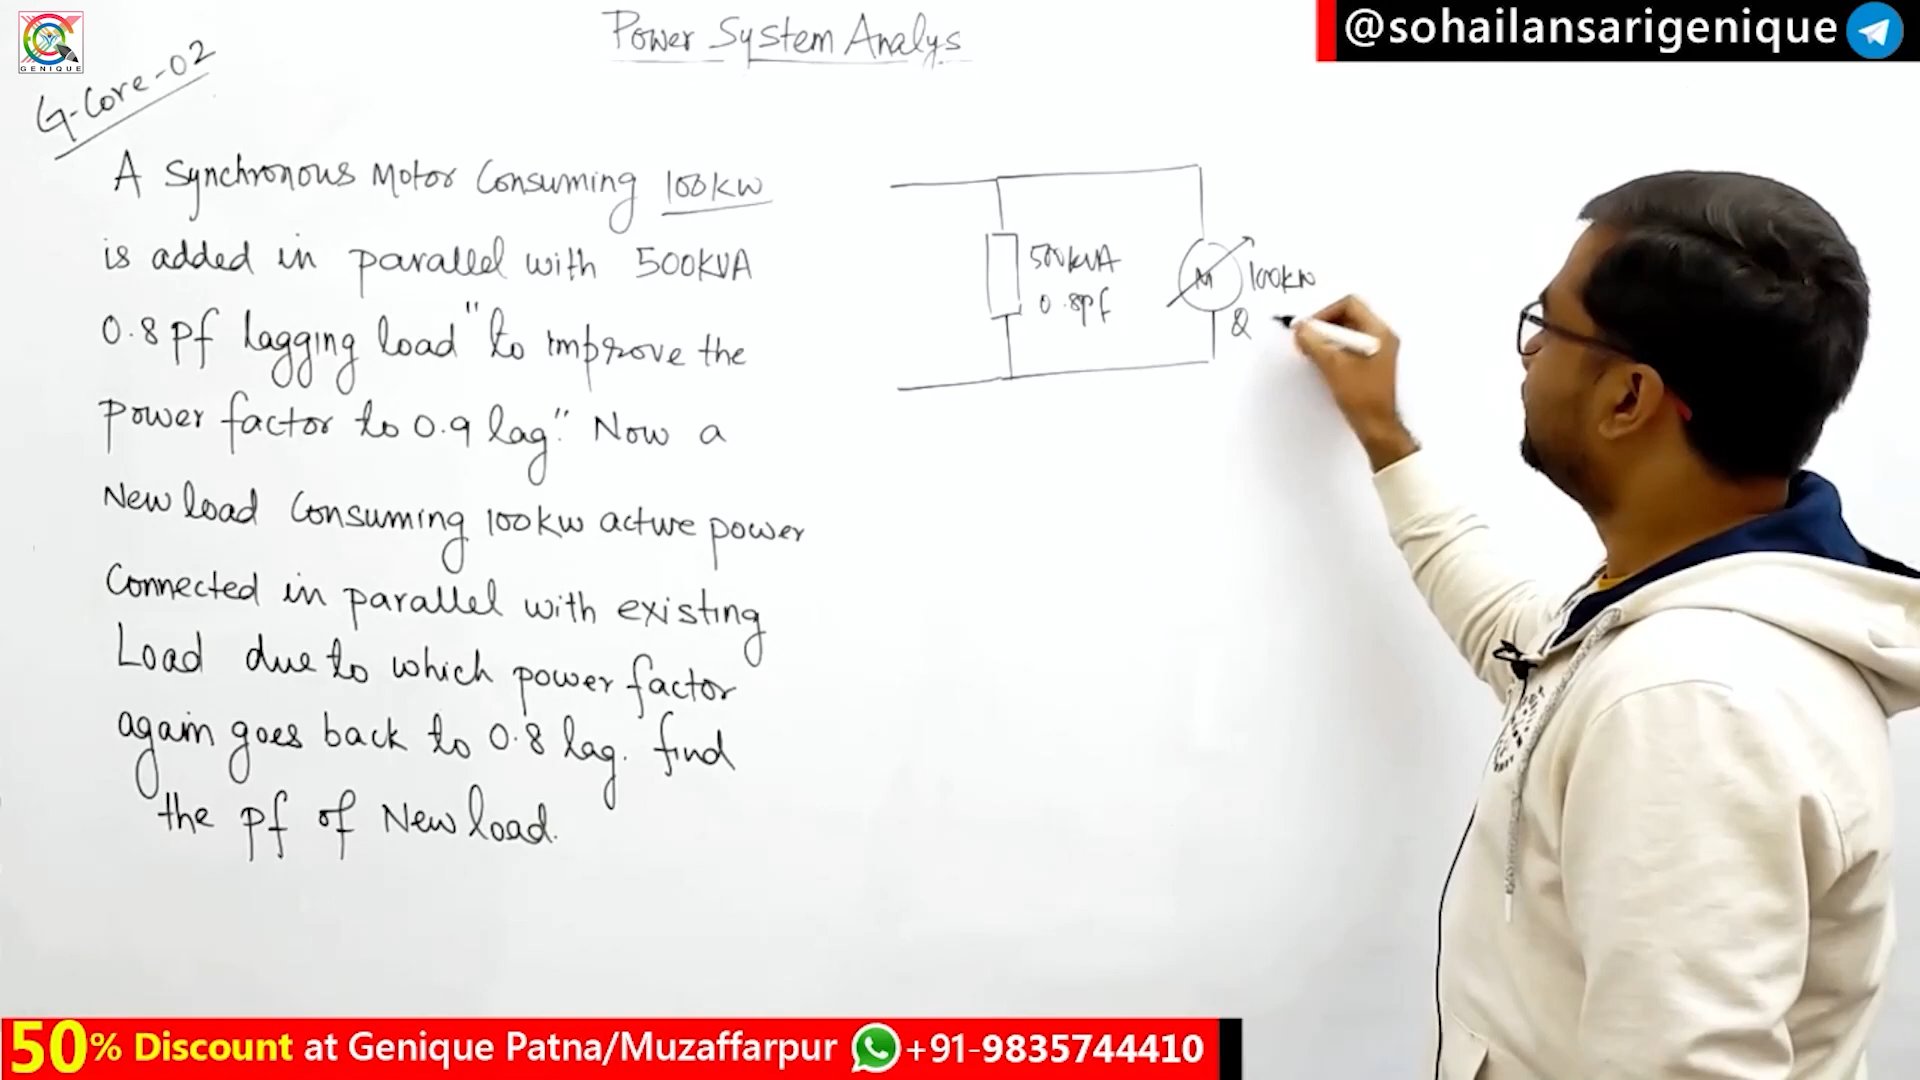 GENIQUE
G-Core-02
Power System Analys
@sohailansarigenique
A Synchronous Motor Consuming 100kw
is added in parallel with 500KVA
0.8 pf lagging load " to improve the
power factor to 0.9 lag." Now a
New load Consuming 100kw active power
Connected in parallel with existing
Load due to which power factor
again goes back to 0.8 lag. find
the pf of New load.
500KVA
0.8pf
M
100kw
Q
50% Discount at Genique Patna/Muzaffarpur +91-9835744410